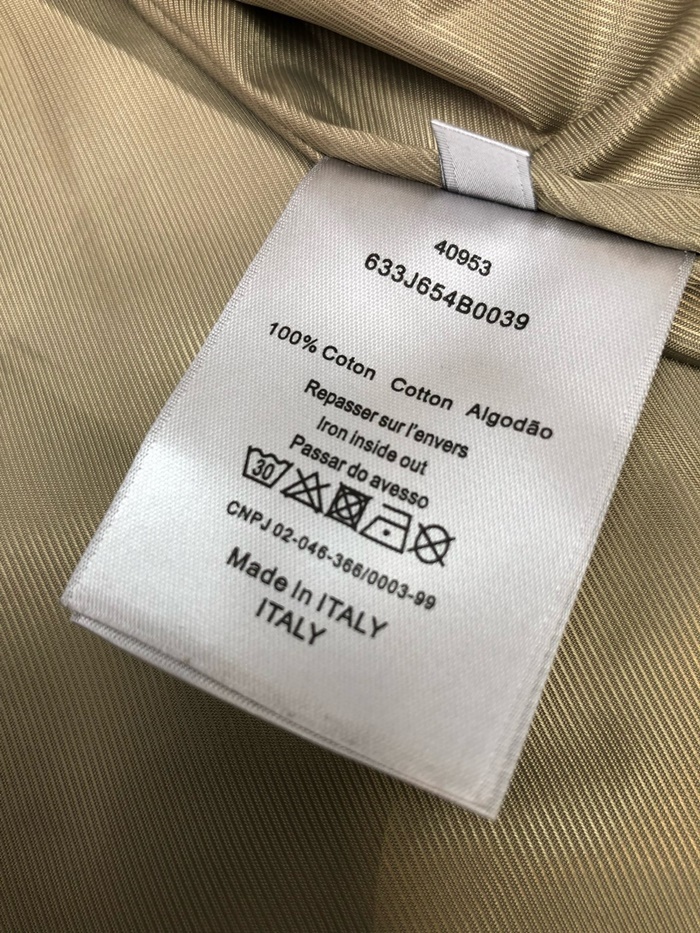 40953
633J654B0039
100% Coton Cotton Algodão
Repasser sur l'envers
Iron inside out
Passar do avesso
30
CNPJ 02-046-366/0003-99
Made In ITALY
ITALY